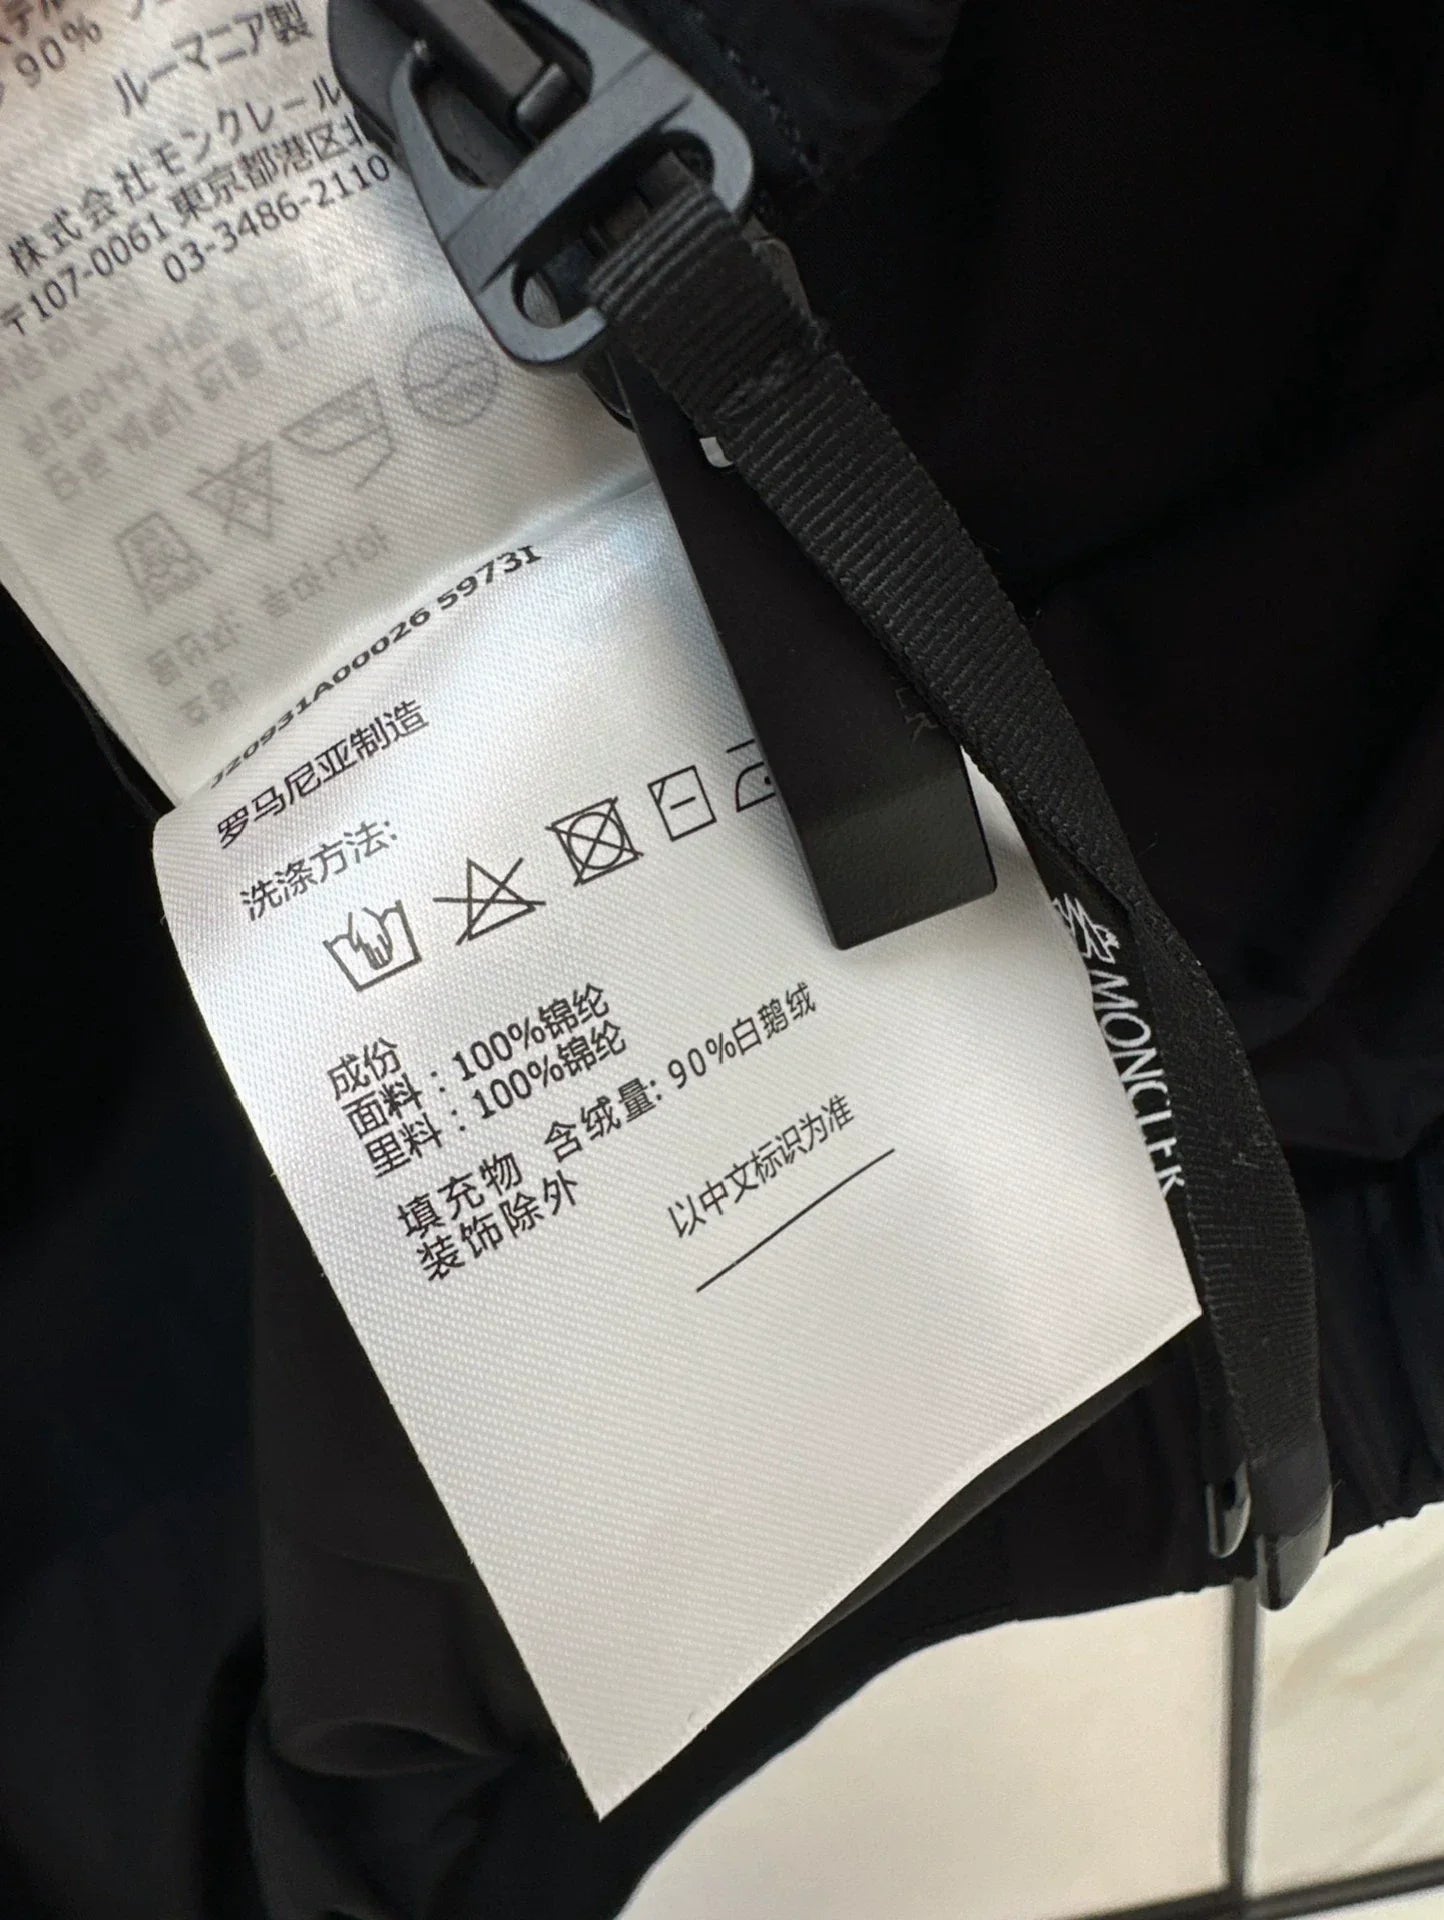 90%
ルーマニア製
株式会社モンクレール
〒107-0061 東京都港区北
03-3486-2110
J20931A00026 59731
罗马尼亚制造
洗涤方法:
成份
面料 : 100%锦纶
里料 : 100%锦纶
填充物 含绒量: 90%白鹅绒
装饰除外
以中文标识为准
MONCLER